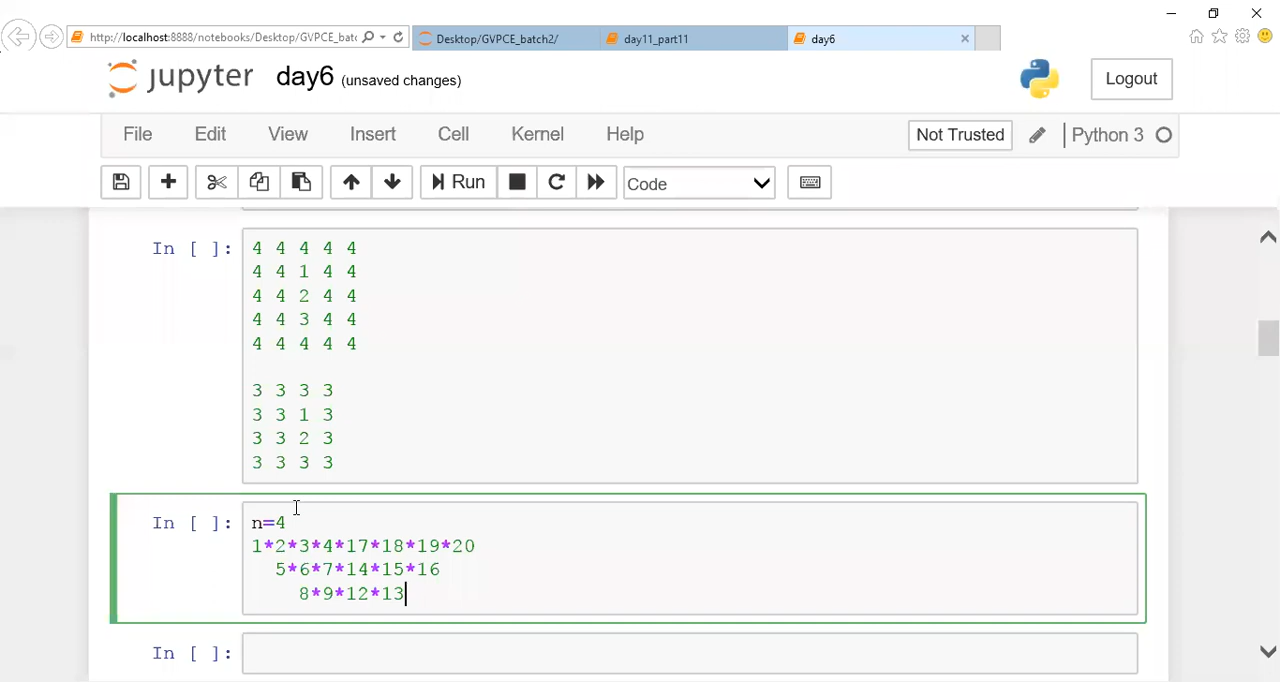 http://localhost:8888/notebooks/Desktop/GVPCE_batc
Desktop/GVPCE_batch2/
day11_part11
day6
jupyter day6 (unsaved changes)
Logout
File Edit View Insert Cell Kernel Help
Not Trusted
Python 3
Run
Code
In [ ]:
4 4 4 4 4
4 4 1 4 4
4 4 2 4 4
4 4 3 4 4
4 4 4 4 4
3 3 3 3
3 3 1 3
3 3 2 3
3 3 3 3
In [ ]:
n=4
1*2*3*4*17*18*19*20
5*6*7*14*15*16
8*9*12*13
In [ ]: